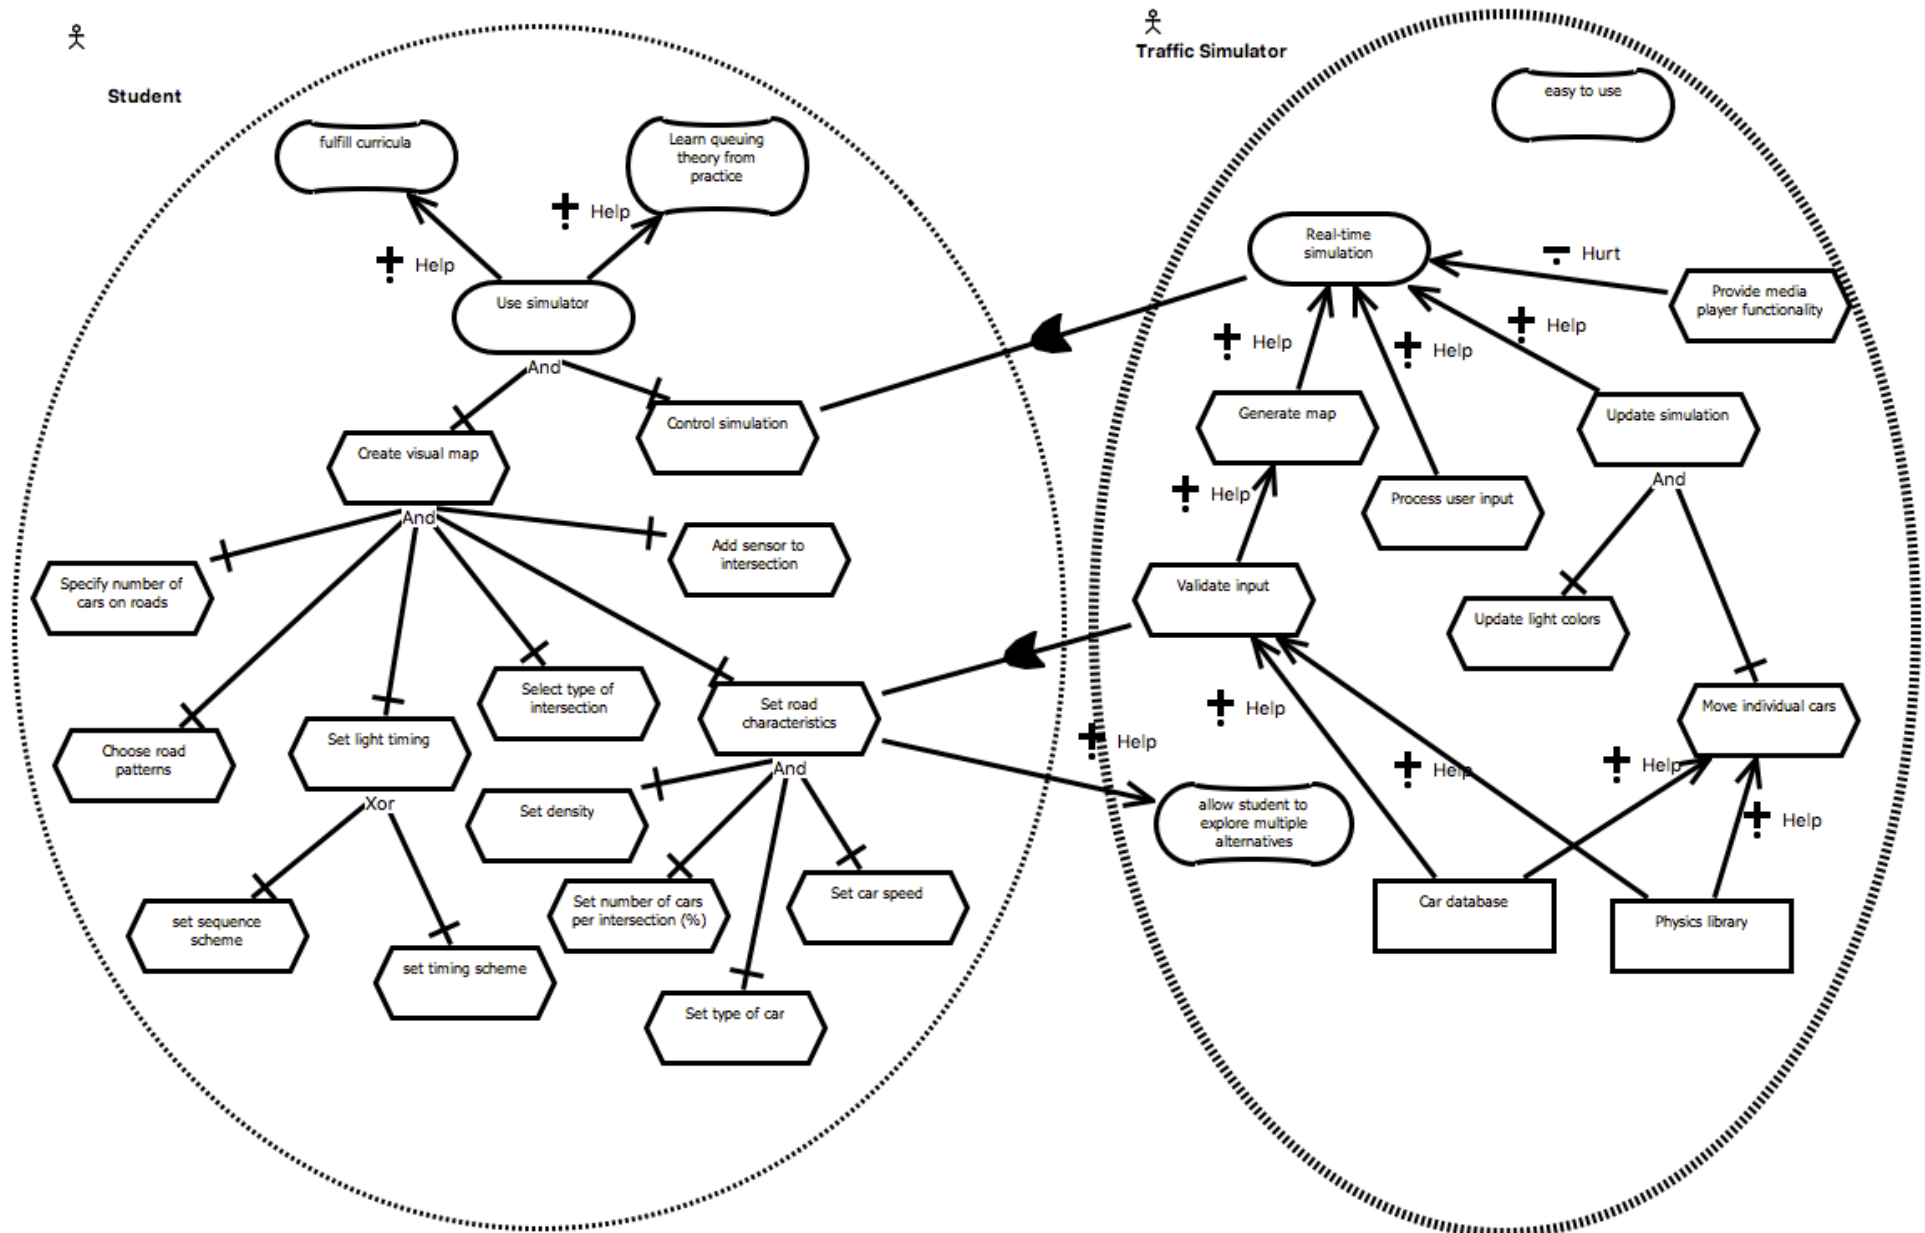 Traffic Simulator
Student
easy to use
fulfill curricula
Learn queuing
theory from
practice
Help
Help
Use simulator
And
Real-time
simulation
Hurt
Provide media
player functionality
Help
Help
Help
Control simulation
Create visual map
And
Generate map
Update simulation
And
Help
Process user input
Add sensor to
intersection
Specify number of
cars on roads
Validate input
Update light colors
Select type of
intersection
Set road
characteristics
And
Choose road
patterns
Set light timing
Xor
Help
Help
Move individual cars
Help
Help
Help
Set density
allow student to
explore multiple
alternatives
Set number of cars
per intersection (%)
Set car speed
Car database
Physics library
set sequence
scheme
set timing scheme
Set type of car